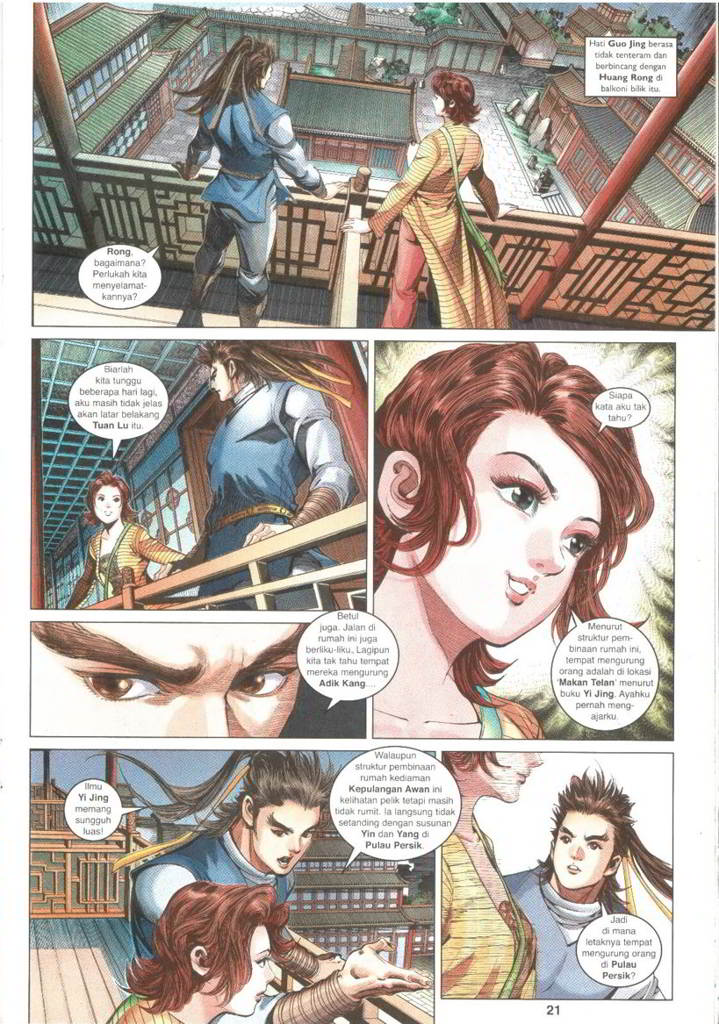 Hati Guo Jing berasa
tidak tenteram dan
berbincang dengan
Huang Rong di
balkoni bilik itu.
Rong,
bagaimana?
Perlukah kita
menyelamat-
kannya?
Biarlah
kita tunggu
beberapa hari lagi,
aku masih tidak jelas
akan latar belakang
Tuan Lu itu.
Siapa
kata aku tak
tahu?
Betul
juga. Jalan di
rumah ini juga
berliku-liku,. Lagipun
kita tak tahu tempat
mereka mengurung
Adik Kang....
Menurut
struktur pem-
binaan rumah ini,
tempat mengurung
orang adalah di lokasi
'Makan Telan' menurut
buku Yi Jing. Ayahku
pernah meng-
ajarku.
Ilmu
Yi Jing
memang
sungguh
luas!
Walaupun
struktur pembinaan
rumah kediaman
Kepulangan Awan ini
kelihatan pelik tetapi masih
tidak rumit. Ia langsung tidak
setanding dengan susunan
Yin dan Yang di
Pulau Persik.
Jadi
di mana
letaknya tempat
mengurung orang
di Pulau
Persik?
21